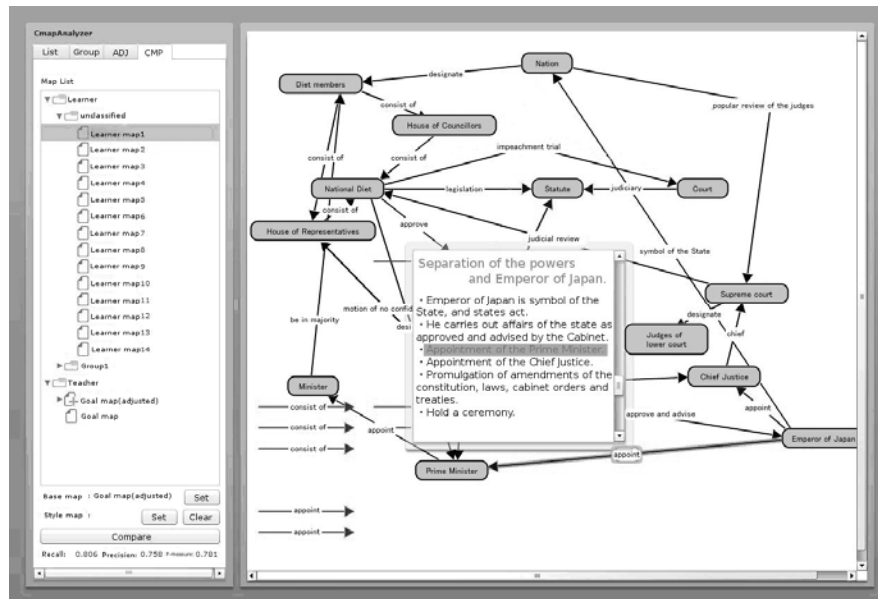 CmapAnalyzer
List Group ADJ CMP
Map List
Learner
unclassified
Learner map1
Learner map2
Learner map3
Learner map4
Learner map5
Learner map6
Learner map7
Learner map8
Learner map9
Learner map10
Learner map11
Learner map12
Learner map13
Learner map14
Group1
Teacher
Goal map(adjusted)
Goal map
Base map : Goal map(adjusted) Set
Style map : Set Clear
Compare
Recall: 0.806 Precision: 0.758 F-measure: 0.781
Nation
designate
Diet members
popular review of the judges
consist of
House of Councillors
impeachment trial
consist of
consist of
National Diet
legislation
Statute
judiciary
Court
consist of
approve
House of Representatives
judicial review
symbol of the State
Separation of the powers
and Emperor of Japan.
・Emperor of Japan is symbol of the
State, and states act.
・He carries out affairs of the state as
approved and advised by the Cabinet.
・Appointment of the Prime Minister.
・Appointment of the Chief Justice.
・Promulgation of amendments of the
constitution, laws, cabinet orders and
treaties.
・Hold a ceremony.
Supreme court
motion of no confid
be in majority
desi
designate
chief
Judges of
lower court
Minister
Chief Justice
consist of
appoint
approve and advise
appoint
consist of
Emperor of Japan
consist of
appoint
Prime Minister
appoint
appoint